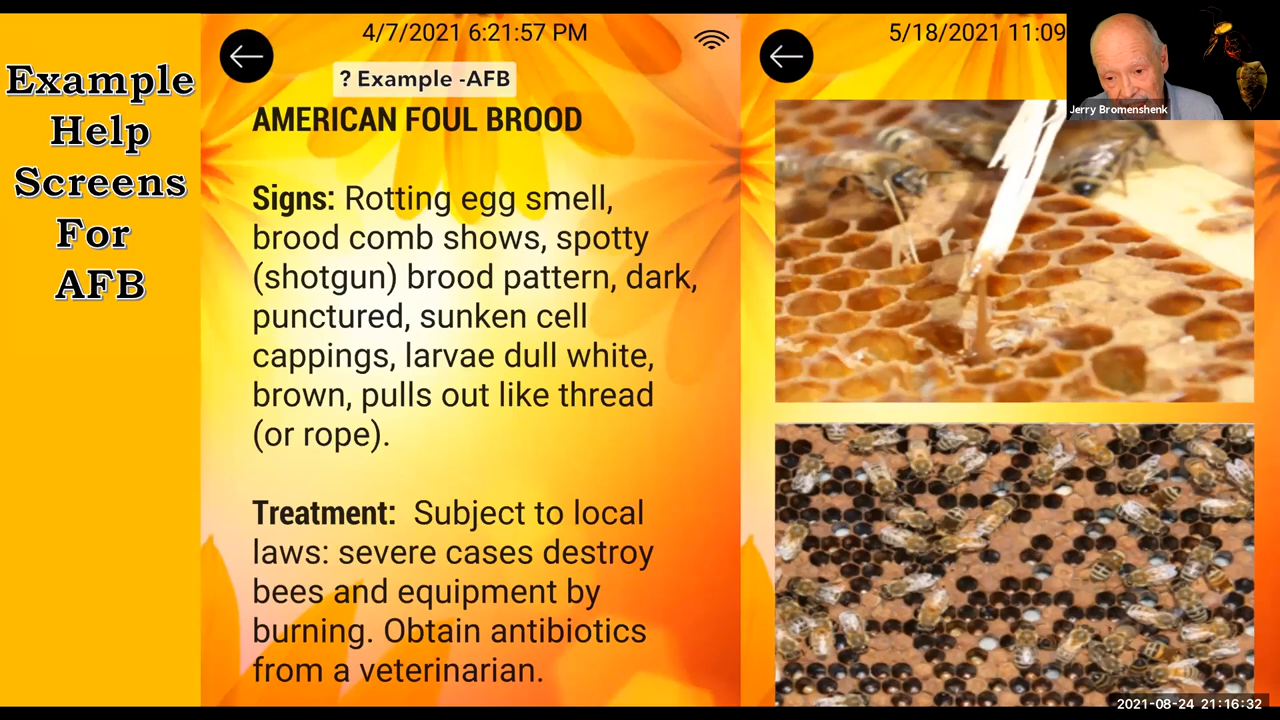 Example
Help
Screens
For
AFB
4/7/2021 6:21:57 PM
? Example -AFB
AMERICAN FOUL BROOD
Signs: Rotting egg smell,
brood comb shows, spotty
(shotgun) brood pattern, dark,
punctured, sunken cell
cappings, larvae dull white,
brown, pulls out like thread
(or rope).
Treatment:  Subject to local
laws: severe cases destroy
bees and equipment by
burning. Obtain antibiotics
from a veterinarian.
5/18/2021 11:09
Jerry Bromenshenk
2021-08-24 21:16:32